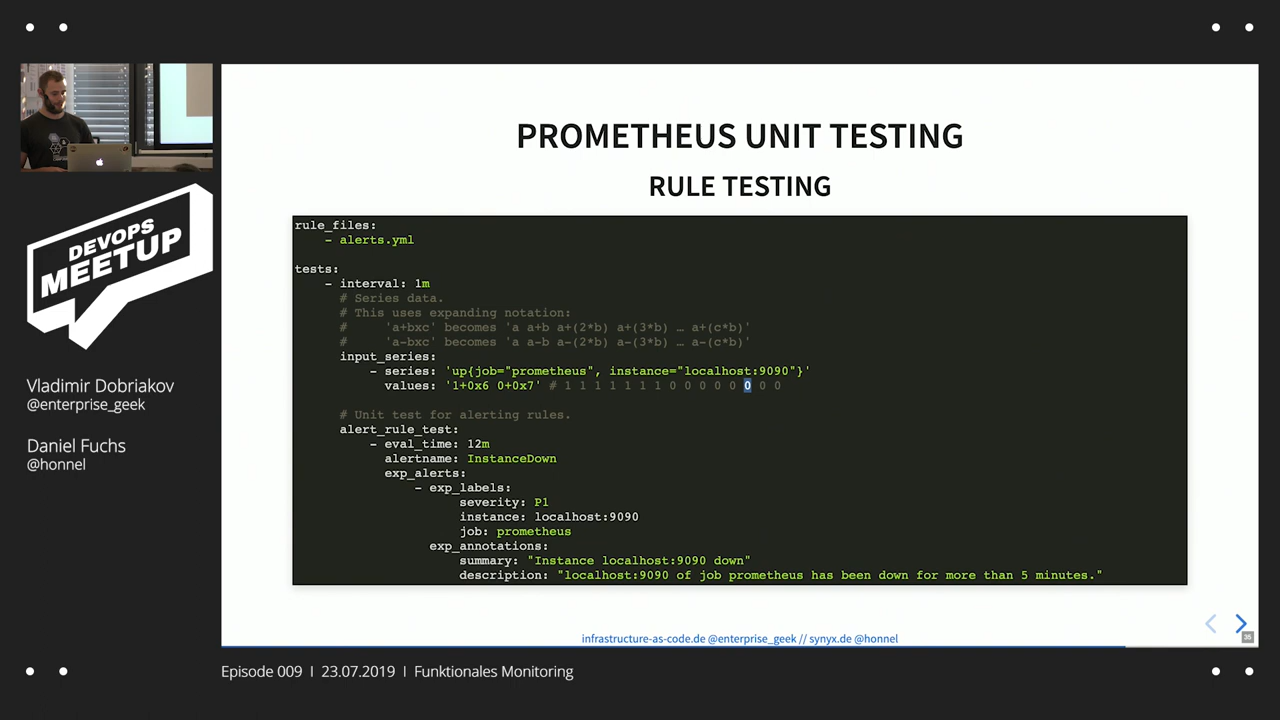 DEVOPS
MEETUP
Vladimir Dobriakov
@enterprise_geek
Daniel Fuchs
@honnel
PROMETHEUS UNIT TESTING
RULE TESTING
rule_files:
- alerts.yml
tests:
- interval: 1m
# Series data.
# This uses expanding notation:
# 'a+bxc' becomes 'a a+b a+(2*b) a+(3*b) … a+(c*b)'
# 'a-bxc' becomes 'a a-b a-(2*b) a-(3*b) … a-(c*b)'
input_series:
- series: 'up{job="prometheus", instance="localhost:9090"}'
values: '1+0x6 0+0x7' # 1 1 1 1 1 1 1 0 0 0 0 0 0 0 0
# Unit test for alerting rules.
alert_rule_test:
- eval_time: 12m
alertname: InstanceDown
exp_alerts:
- exp_labels:
severity: P1
instance: localhost:9090
job: prometheus
exp_annotations:
summary: "Instance localhost:9090 down"
description: "localhost:9090 of job prometheus has been down for more than 5 minutes."
35
infrastructure-as-code.de @enterprise_geek // synyx.de @honnel
Episode 009 I 23.07.2019 I Funktionales Monitoring